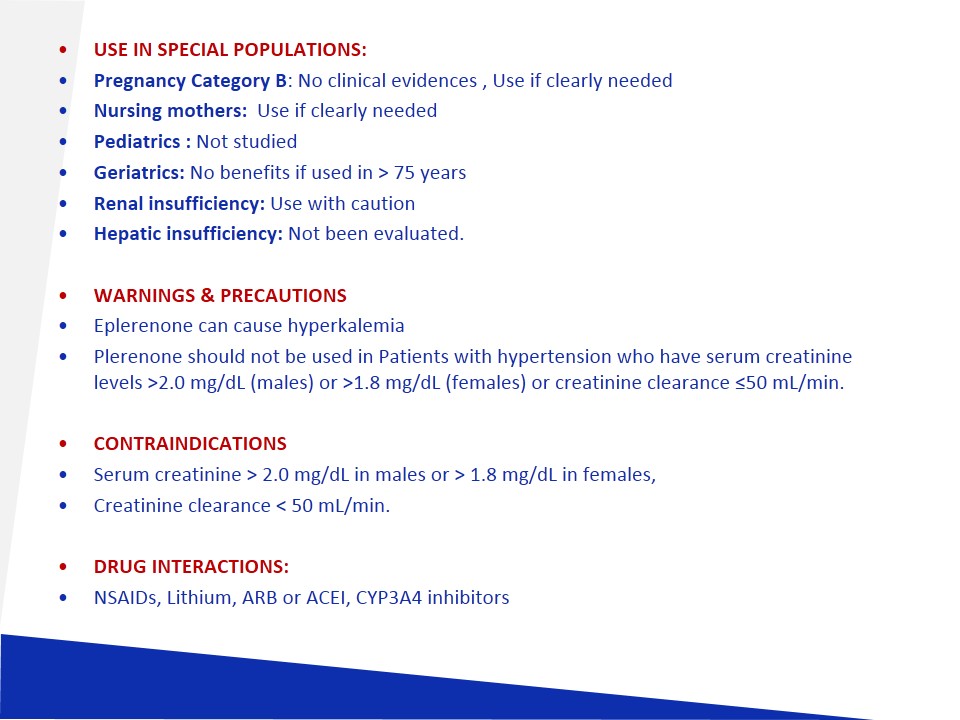 • USE IN SPECIAL POPULATIONS:
• Pregnancy Category B: No clinical evidences , Use if clearly needed
• Nursing mothers:  Use if clearly needed
• Pediatrics : Not studied
• Geriatrics: No benefits if used in > 75 years
• Renal insufficiency: Use with caution
• Hepatic insufficiency: Not been evaluated.
• WARNINGS & PRECAUTIONS
• Eplerenone can cause hyperkalemia
• Plerenone should not be used in Patients with hypertension who have serum creatinine
levels >2.0 mg/dL (males) or >1.8 mg/dL (females) or creatinine clearance ≤50 mL/min.
• CONTRAINDICATIONS
• Serum creatinine > 2.0 mg/dL in males or > 1.8 mg/dL in females,
• Creatinine clearance < 50 mL/min.
• DRUG INTERACTIONS:
• NSAIDs, Lithium, ARB or ACEI, CYP3A4 inhibitors